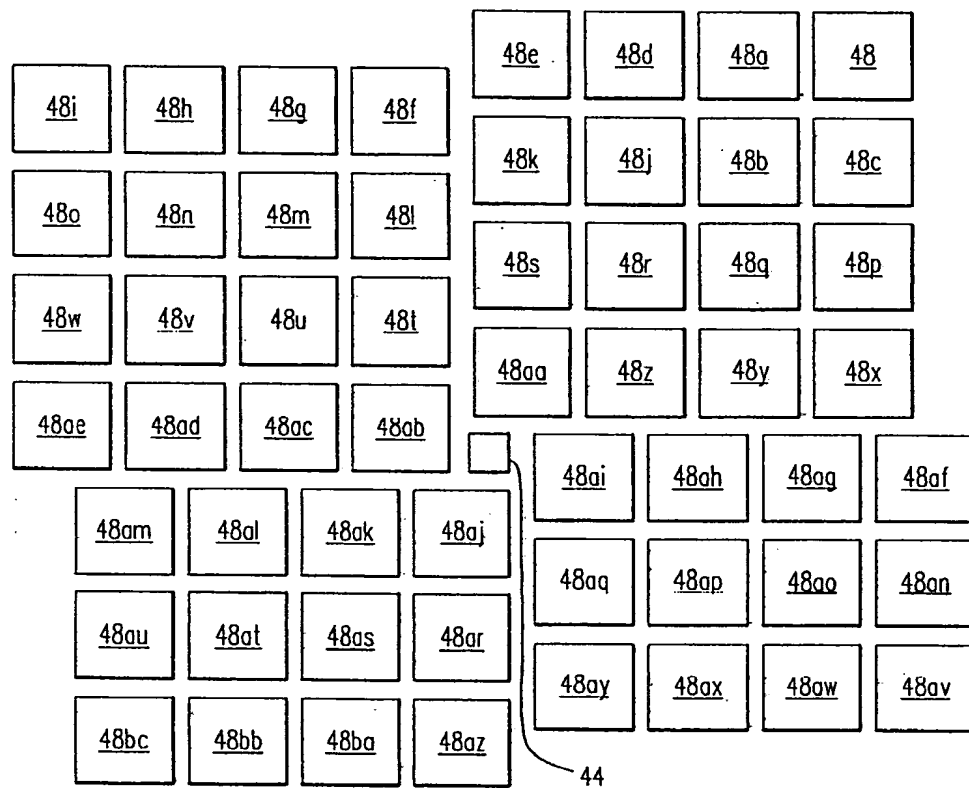 48e 48d 48a 48
48i 48h 48g 48f
48k 48j 48b 48c
48o 48n 48m 48l
48s 48r 48q 48p
48w 48v 48u 48t
48aa 48z 48y 48x
48ae 48ad 48ac 48ab
48ai 48ah 48ag 48af
48am 48al 48ak 48aj
48aq 48ap 48ao 48an
48au 48at 48as 48ar
48ay 48ax 48aw 48av
48bc 48bb 48ba 48az
44